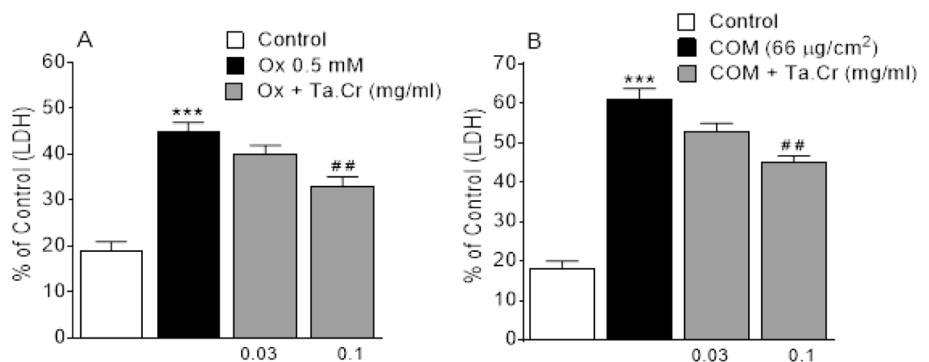 A
Control
Ox 0.5 mM
Ox + Ta.Cr (mg/ml)
% of Control (LDH)
60
50
40
30
20
10
0
***
##
0.03
0.1
B
Control
COM (66 µg/cm²)
COM + Ta.Cr (mg/ml)
% of Control (LDH)
70
60
50
40
30
20
10
0
***
##
0.03
0.1